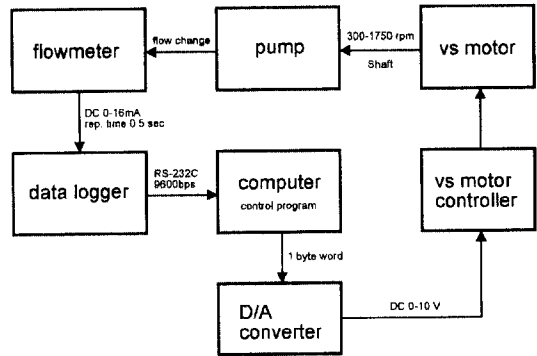 flowmeter
flow change
pump
300-1750 rpm
Shaft
vs motor
DC 0-16mA
rep. time 0.5 sec
data logger
RS-232C
9600bps
computer
control program
vs motor
controller
1 byte word
D/A
converter
DC 0-10 V